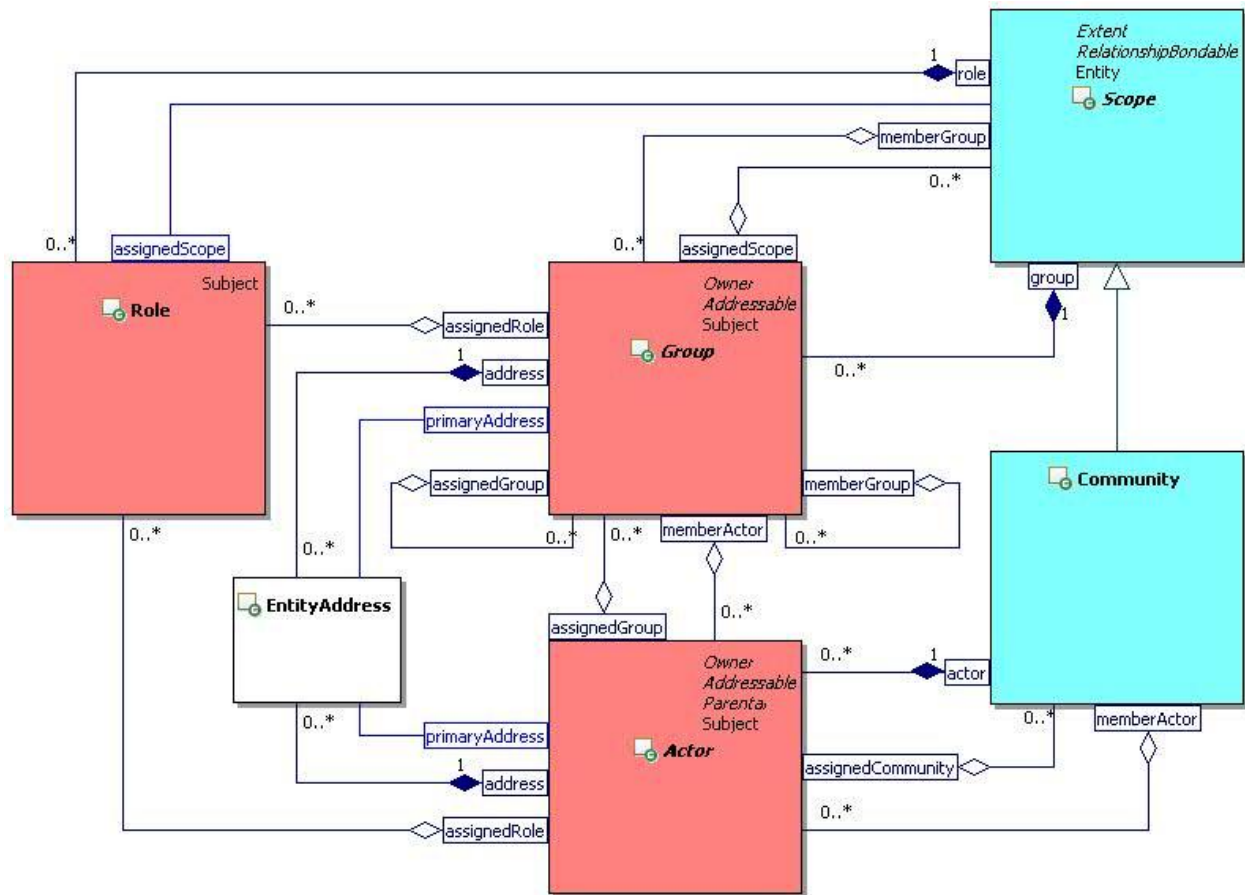 Extent
RelationshipBondable
Entity
Scope
1
role
memberGroup
0..*
0..*
0..*
assignedScope
assignedScope
group
1
Subject
Role
0..*
assignedRole
Owner
Addressable
Subject
Group
0..*
1
address
primaryAddress
assignedGroup
memberGroup
Community
0..*
0..*
0..*
0..*
memberActor
0..*
EntityAddress
0..*
assignedGroup
Owner
Addressable
Subject
Actor
0..*
1
actor
0..*
0..*
memberActor
primaryAddress
assignedCommunity
1
address
0..*
assignedRole